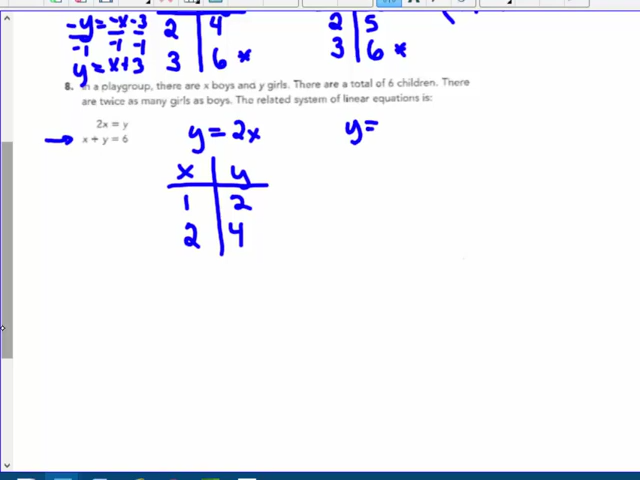 -y = -x - 3
-1 -1 -1
y = x + 3
2 4
3 6 *
2 5
3 6 *
8. In a playgroup, there are x boys and y girls. There are a total of 6 children. There
are twice as many girls as boys. The related system of linear equations is:
2x = y
→ x + y = 6
y = 2x
x y
1 2
2 4
y =